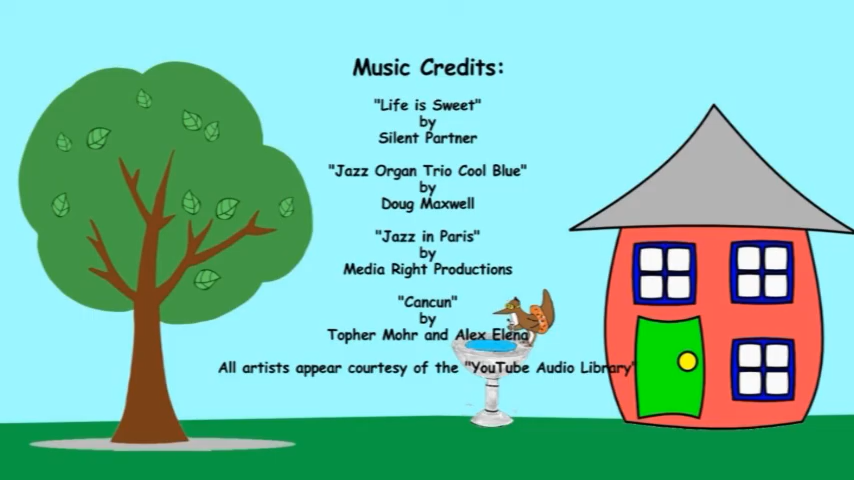 Music Credits:
"Life is Sweet"
by
Silent Partner
"Jazz Organ Trio Cool Blue"
by
Doug Maxwell
"Jazz in Paris"
by
Media Right Productions
"Cancun"
by
Topher Mohr and Alex Elena
All artists appear courtesy of the "YouTube Audio Library"